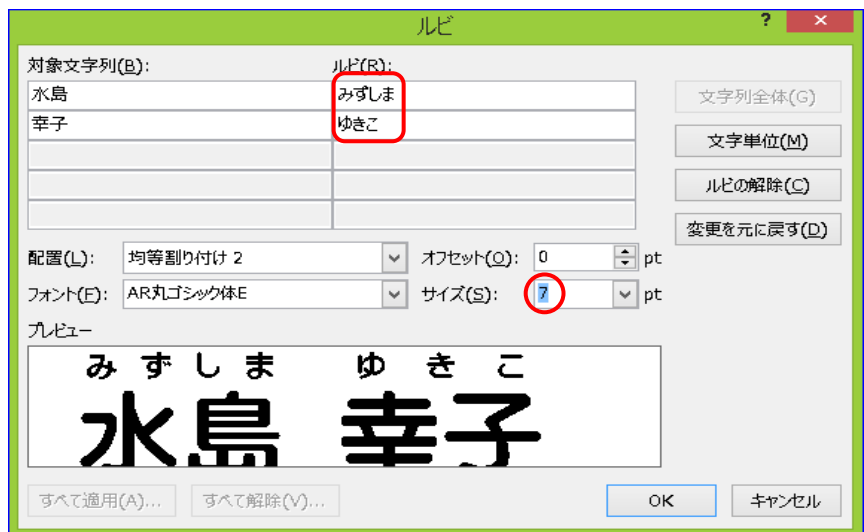 ルビ ?
対象文字列(B): ルビ(R):
水島 みずしま
幸子 ゆきこ
文字列全体(G)
文字単位(M)
ルビの解除(C)
変更を元に戻す(D)
配置(L): 均等割り付け 2 オフセット(O): 0 pt
フォント(F): AR丸ゴシック体E サイズ(S): 7 pt
プレビュー
みずしま ゆきこ
水島 幸子
すべて適用(A)... すべて解除(V)... OK キャンセル